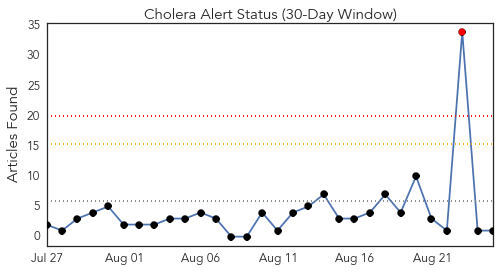 Cholera Alert Status (30-Day Window)
Articles Found
35
30
25
20
15
10
5
0
Jul 27
Aug 01
Aug 06
Aug 11
Aug 16
Aug 21